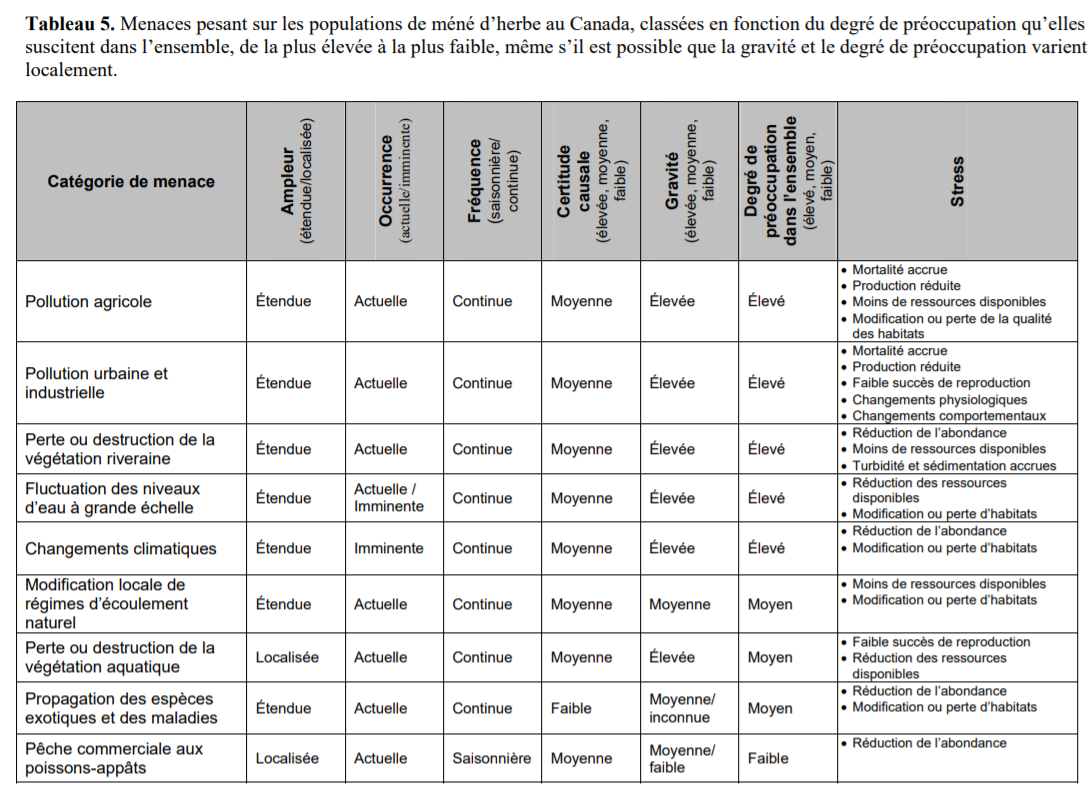 Tableau 5. Menaces pesant sur les populations de méné d’herbe au Canada, classées en fonction du degré de préoccupation qu’elles
suscitent dans l’ensemble, de la plus élevée à la plus faible, même s’il est possible que la gravité et le degré de préoccupation varient
localement.
Catégorie de menace
Ampleur
(étendue/localisée)
Occurrence
(actuelle/imminente)
Fréquence
(saisonnière/
continue)
Certitude
causale
(élevée, moyenne,
faible)
Gravité
(élevée, moyenne,
faible)
Degré de
préoccupation
dans l’ensemble
(élevé, moyen,
faible)
Stress
Pollution agricole
Étendue
Actuelle
Continue
Moyenne
Élevée
Élevé
• Mortalité accrue
• Production réduite
• Moins de ressources disponibles
• Modification ou perte de la qualité
des habitats
Pollution urbaine et
industrielle
Étendue
Actuelle
Continue
Moyenne
Élevée
Élevé
• Mortalité accrue
• Production réduite
• Faible succès de reproduction
• Changements physiologiques
• Changements comportementaux
Perte ou destruction de la
végétation riveraine
Étendue
Actuelle
Continue
Moyenne
Élevée
Élevé
• Réduction de l’abondance
• Moins de ressources disponibles
• Turbidité et sédimentation accrues
Fluctuation des niveaux
d’eau à grande échelle
Étendue
Actuelle /
Imminente
Continue
Moyenne
Élevée
Élevé
• Réduction des ressources
disponibles
• Modification ou perte d’habitats
Changements climatiques
Étendue
Imminente
Continue
Moyenne
Élevée
Élevé
• Réduction de l’abondance
• Modification ou perte d’habitats
Modification locale de
régimes d’écoulement
naturel
Étendue
Actuelle
Continue
Moyenne
Moyenne
Moyen
• Moins de ressources disponibles
• Modification ou perte d’habitats
Perte ou destruction de la
végétation aquatique
Localisée
Actuelle
Continue
Moyenne
Élevée
Moyen
• Faible succès de reproduction
• Réduction des ressources
disponibles
Propagation des espèces
exotiques et des maladies
Étendue
Actuelle
Continue
Faible
Moyenne/
inconnue
Moyen
• Réduction de l’abondance
• Modification ou perte d’habitats
Pêche commerciale aux
poissons-appâts
Localisée
Actuelle
Saisonnière
Moyenne
Moyenne/
faible
Faible
• Réduction de l’abondance